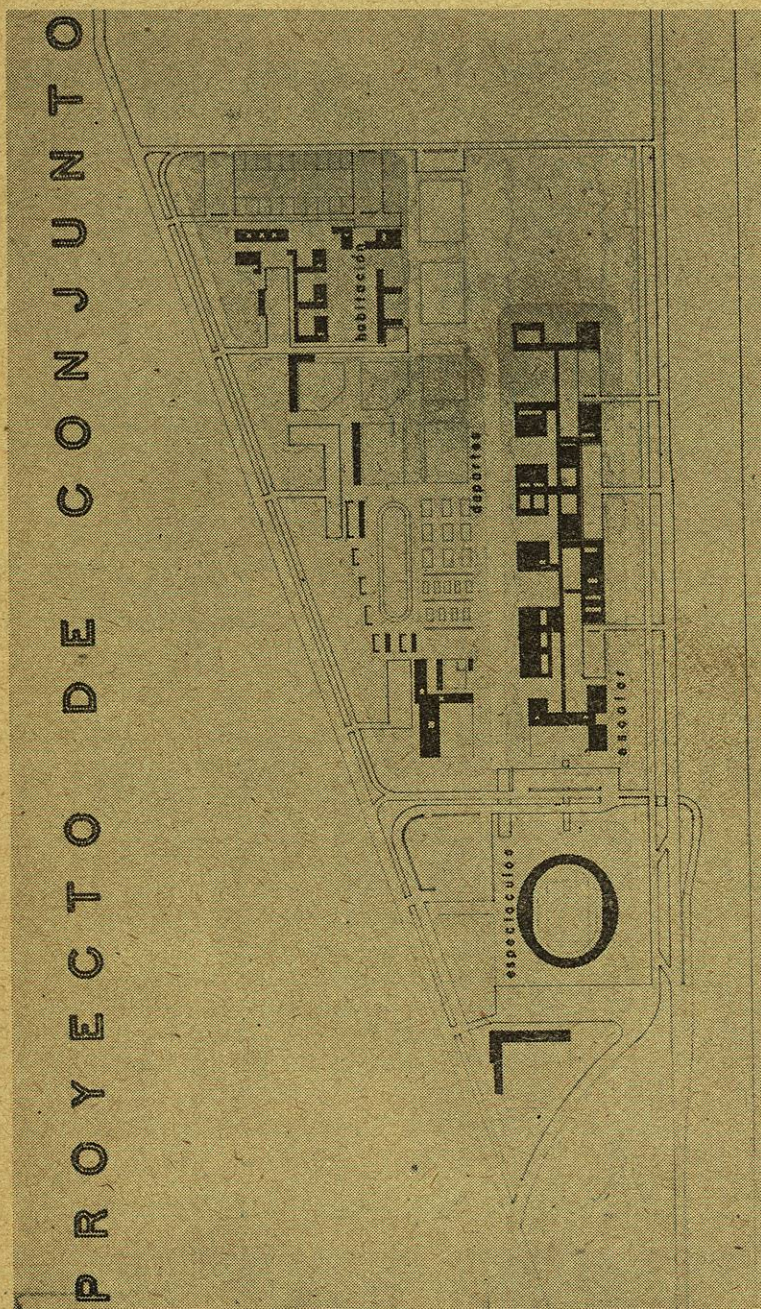 PROYECTO DE CONJUNTO
habitación
deportes
escolar
espectaculos